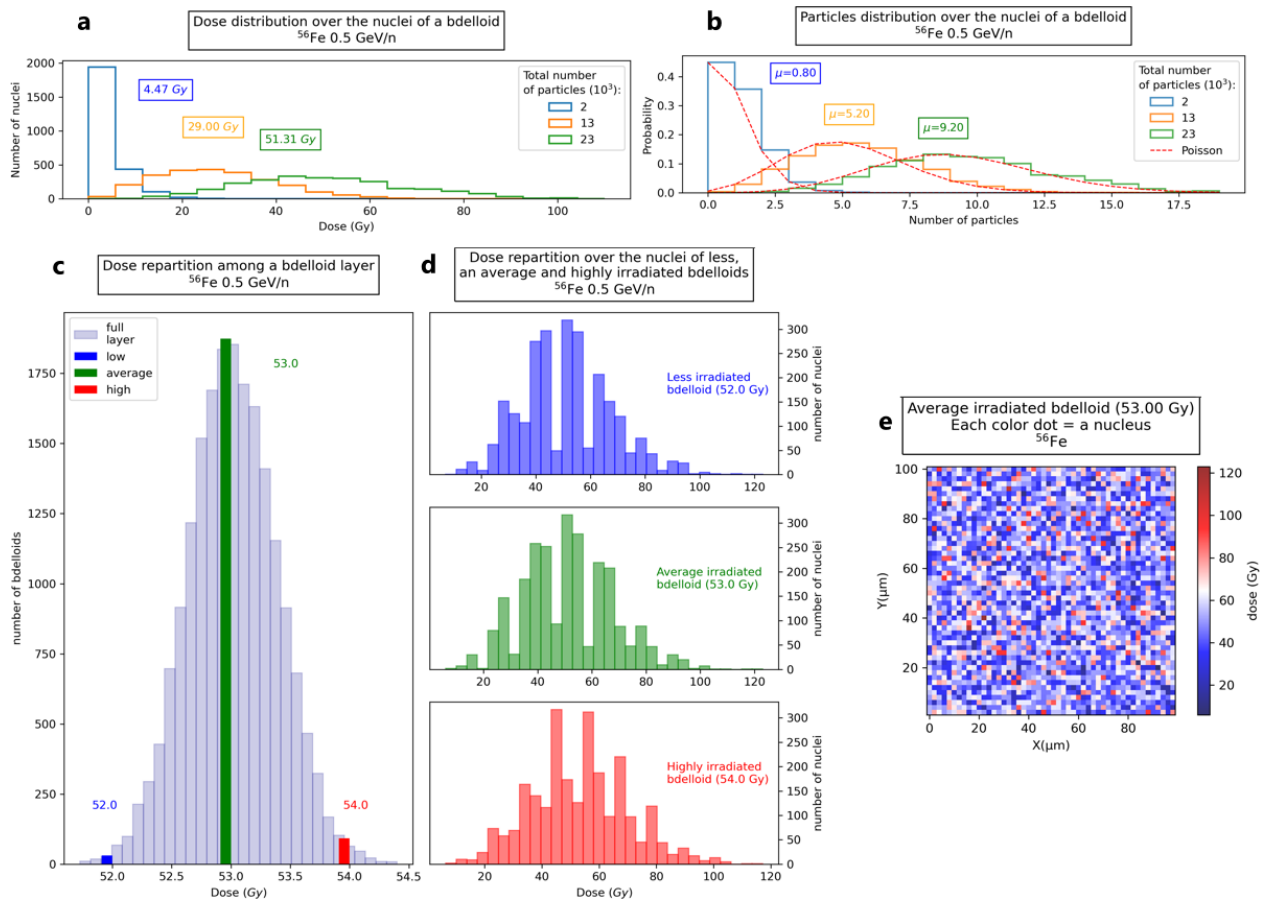 a
Dose distribution over the nuclei of a bdelloid
⁵⁶Fe 0.5 GeV/n
Number of nuclei
2000
1500
1000
500
0
4.47 Gy
29.00 Gy
51.31 Gy
Total number
of particles (10³):
2
13
23
0
20
40
60
80
100
Dose (Gy)
b
Particles distribution over the nuclei of a bdelloid
⁵⁶Fe 0.5 GeV/n
Probability
0.4
0.3
0.2
0.1
0.0
μ=0.80
μ=5.20
μ=9.20
Total number
of particles (10³):
2
13
23
Poisson
0.0
2.5
5.0
7.5
10.0
12.5
15.0
17.5
Number of particles
c
Dose repartition among a bdelloid layer
⁵⁶Fe 0.5 GeV/n
full
layer
low
average
high
number of bdelloids
1750
1500
1250
1000
750
500
250
0
53.0
52.0
54.0
52.0
52.5
53.0
53.5
54.0
54.5
Dose (Gy)
d
Dose repartition over the nuclei of less,
an average and highly irradiated bdelloids
⁵⁶Fe 0.5 GeV/n
Less irradiated
bdelloid (52.0 Gy)
300
250
200
150
100
50
0
number of nuclei
20
40
60
80
100
120
Average irradiated
bdelloid (53.0 Gy)
300
250
200
150
100
50
0
number of nuclei
20
40
60
80
100
120
Highly irradiated
bdelloid (54.0 Gy)
300
250
200
150
100
50
0
number of nuclei
20
40
60
80
100
120
Dose (Gy)
e
Average irradiated bdelloid (53.00 Gy)
Each color dot = a nucleus
⁵⁶Fe
Y(μm)
100
80
60
40
20
0
20
40
60
80
X(μm)
120
100
80
60
40
20
dose (Gy)